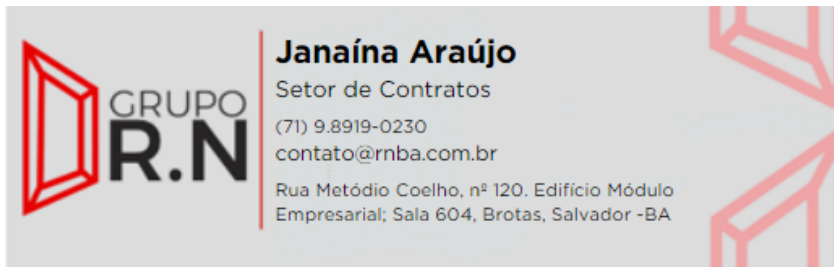 GRUPO
R.N
Janaína Araújo
Setor de Contratos
(71) 9.8919-0230
contato@rnba.com.br
Rua Metódio Coelho, nº 120. Edifício Módulo
Empresarial; Sala 604, Brotas, Salvador -BA